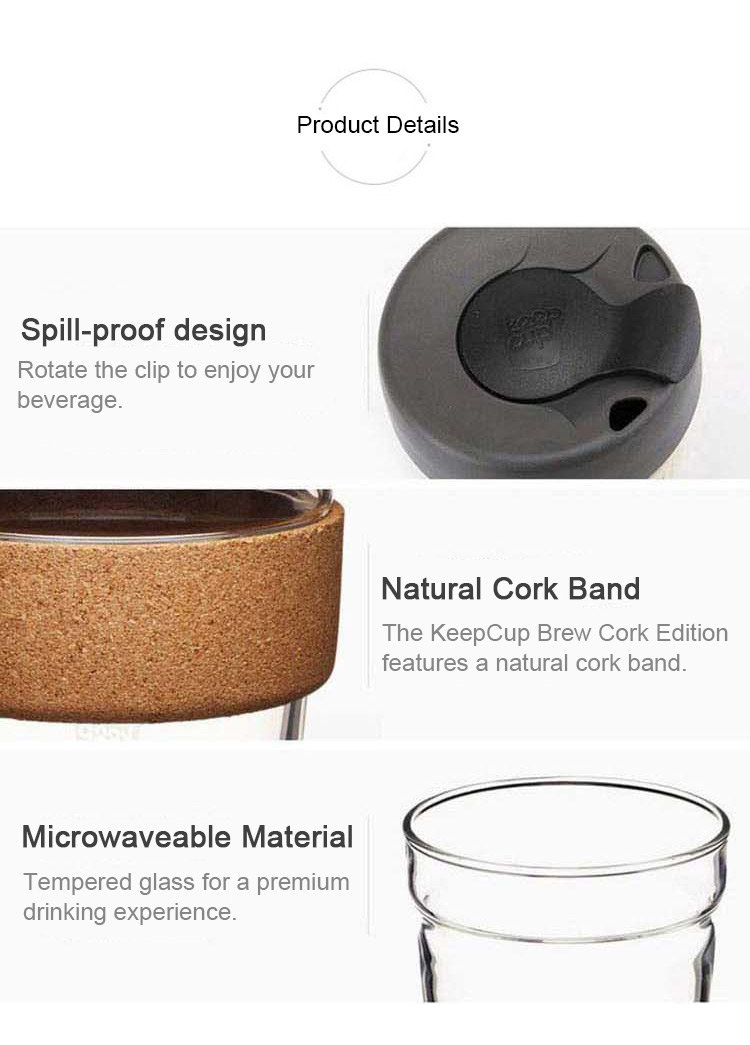 Product Details
Spill-proof design
Rotate the clip to enjoy your
beverage.
keep
cup
Natural Cork Band
The KeepCup Brew Cork Edition
features a natural cork band.
Microwaveable Material
Tempered glass for a premium
drinking experience.